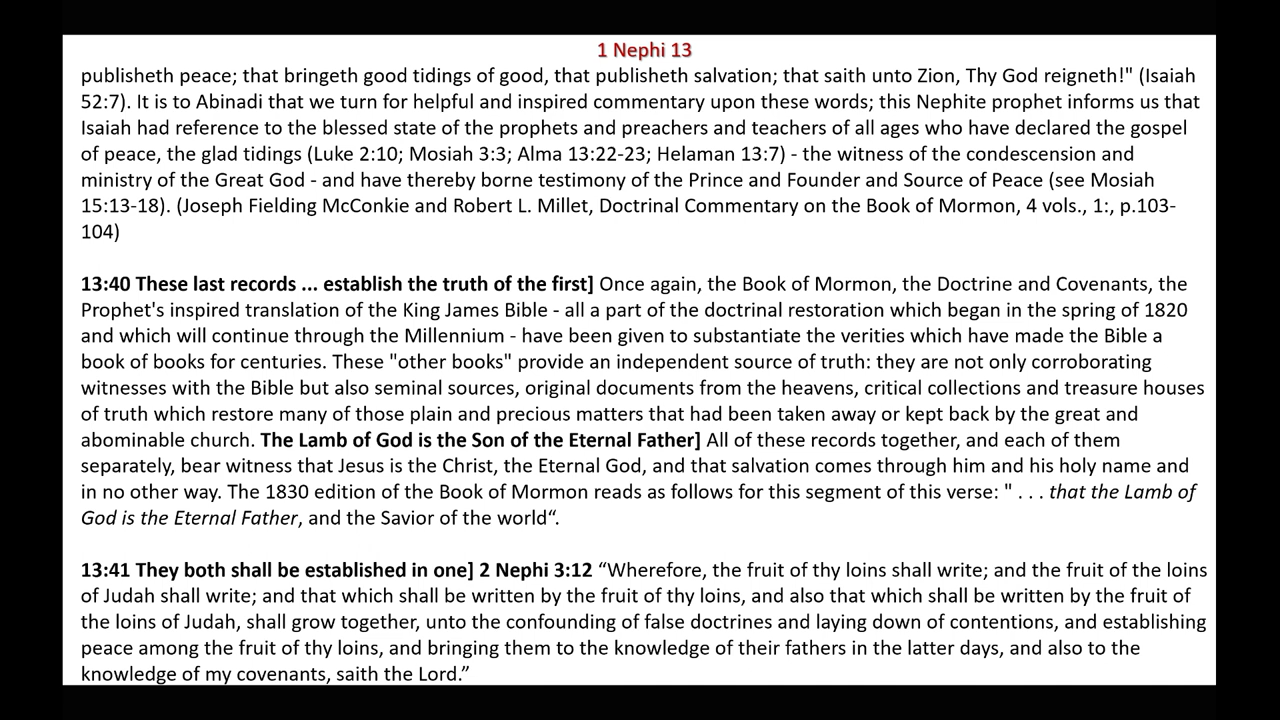 1 Nephi 13
publisheth peace; that bringeth good tidings of good, that publisheth salvation; that saith unto Zion, Thy God reigneth!" (Isaiah
52:7). It is to Abinadi that we turn for helpful and inspired commentary upon these words; this Nephite prophet informs us that
Isaiah had reference to the blessed state of the prophets and preachers and teachers of all ages who have declared the gospel
of peace, the glad tidings (Luke 2:10; Mosiah 3:3; Alma 13:22-23; Helaman 13:7) - the witness of the condescension and
ministry of the Great God - and have thereby borne testimony of the Prince and Founder and Source of Peace (see Mosiah
15:13-18). (Joseph Fielding McConkie and Robert L. Millet, Doctrinal Commentary on the Book of Mormon, 4 vols., 1:, p.103-
104)
13:40 These last records ... establish the truth of the first] Once again, the Book of Mormon, the Doctrine and Covenants, the
Prophet's inspired translation of the King James Bible - all a part of the doctrinal restoration which began in the spring of 1820
and which will continue through the Millennium - have been given to substantiate the verities which have made the Bible a
book of books for centuries. These "other books" provide an independent source of truth: they are not only corroborating
witnesses with the Bible but also seminal sources, original documents from the heavens, critical collections and treasure houses
of truth which restore many of those plain and precious matters that had been taken away or kept back by the great and
abominable church. The Lamb of God is the Son of the Eternal Father] All of these records together, and each of them
separately, bear witness that Jesus is the Christ, the Eternal God, and that salvation comes through him and his holy name and
in no other way. The 1830 edition of the Book of Mormon reads as follows for this segment of this verse: " . . . that the Lamb of
God is the Eternal Father, and the Savior of the world“.
13:41 They both shall be established in one] 2 Nephi 3:12 “Wherefore, the fruit of thy loins shall write; and the fruit of the loins
of Judah shall write; and that which shall be written by the fruit of thy loins, and also that which shall be written by the fruit of
the loins of Judah, shall grow together, unto the confounding of false doctrines and laying down of contentions, and establishing
peace among the fruit of thy loins, and bringing them to the knowledge of their fathers in the latter days, and also to the
knowledge of my covenants, saith the Lord.”